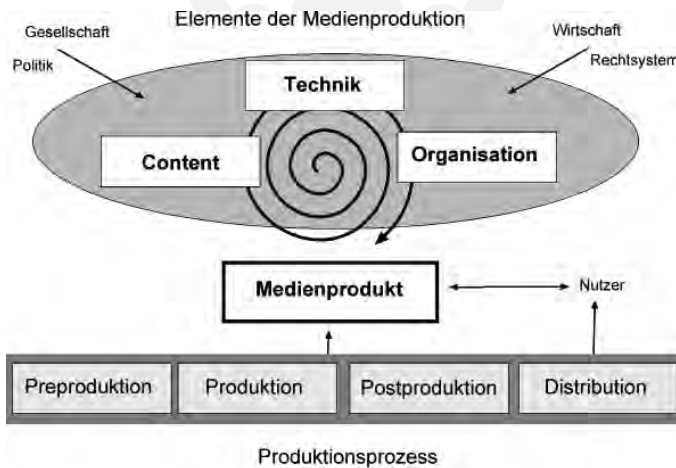 Elemente der Medienproduktion
Gesellschaft
Wirtschaft
Politik
Rechtsystem
Technik
Content
Organisation
Medienprodukt
Nutzer
Preproduktion
Produktion
Postproduktion
Distribution
Produktionsprozess